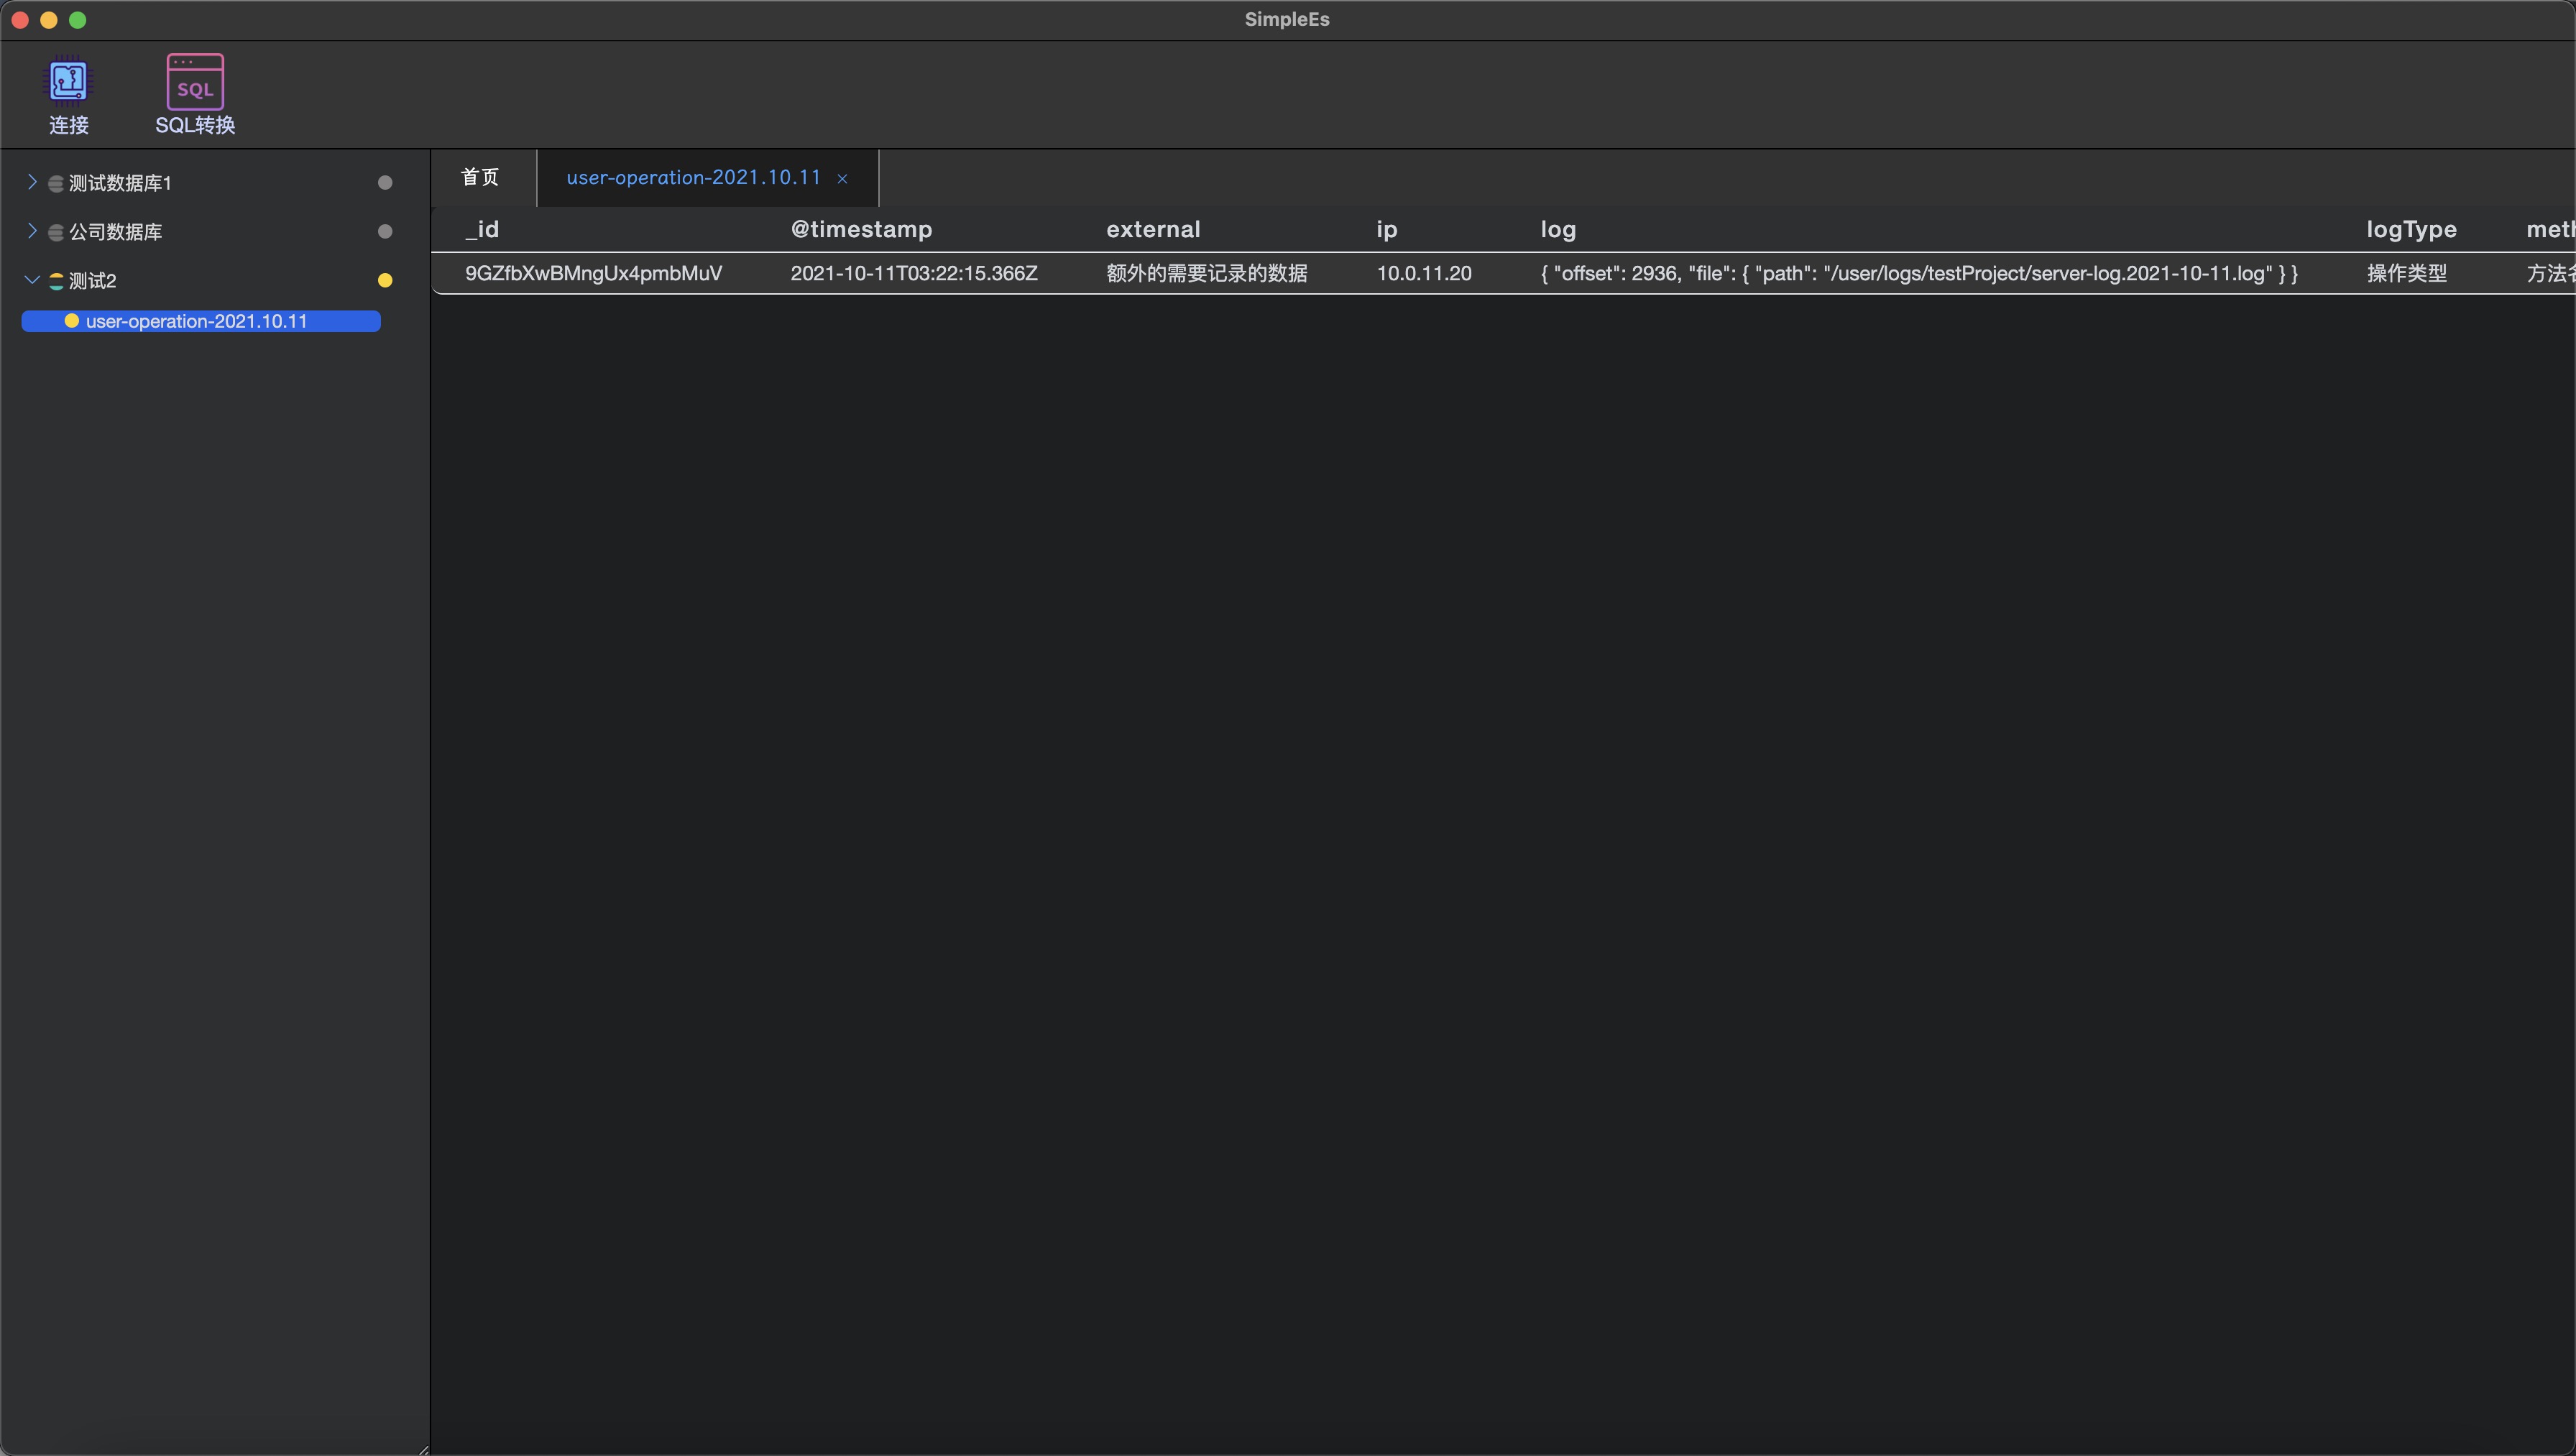 SimpleEs
SQL
连接
SQL转换
测试数据库1
公司数据库
测试2
user-operation-2021.10.11
首页
user-operation-2021.10.11 ×
_id @timestamp external ip log logType meth
9GZfbXwBMngUx4pmbMuV 2021-10-11T03:22:15.366Z 额外的需要记录的数据 10.0.11.20 { "offset": 2936, "file": { "path": "/user/logs/testProject/server-log.2021-10-11.log" } } 操作类型 方法名